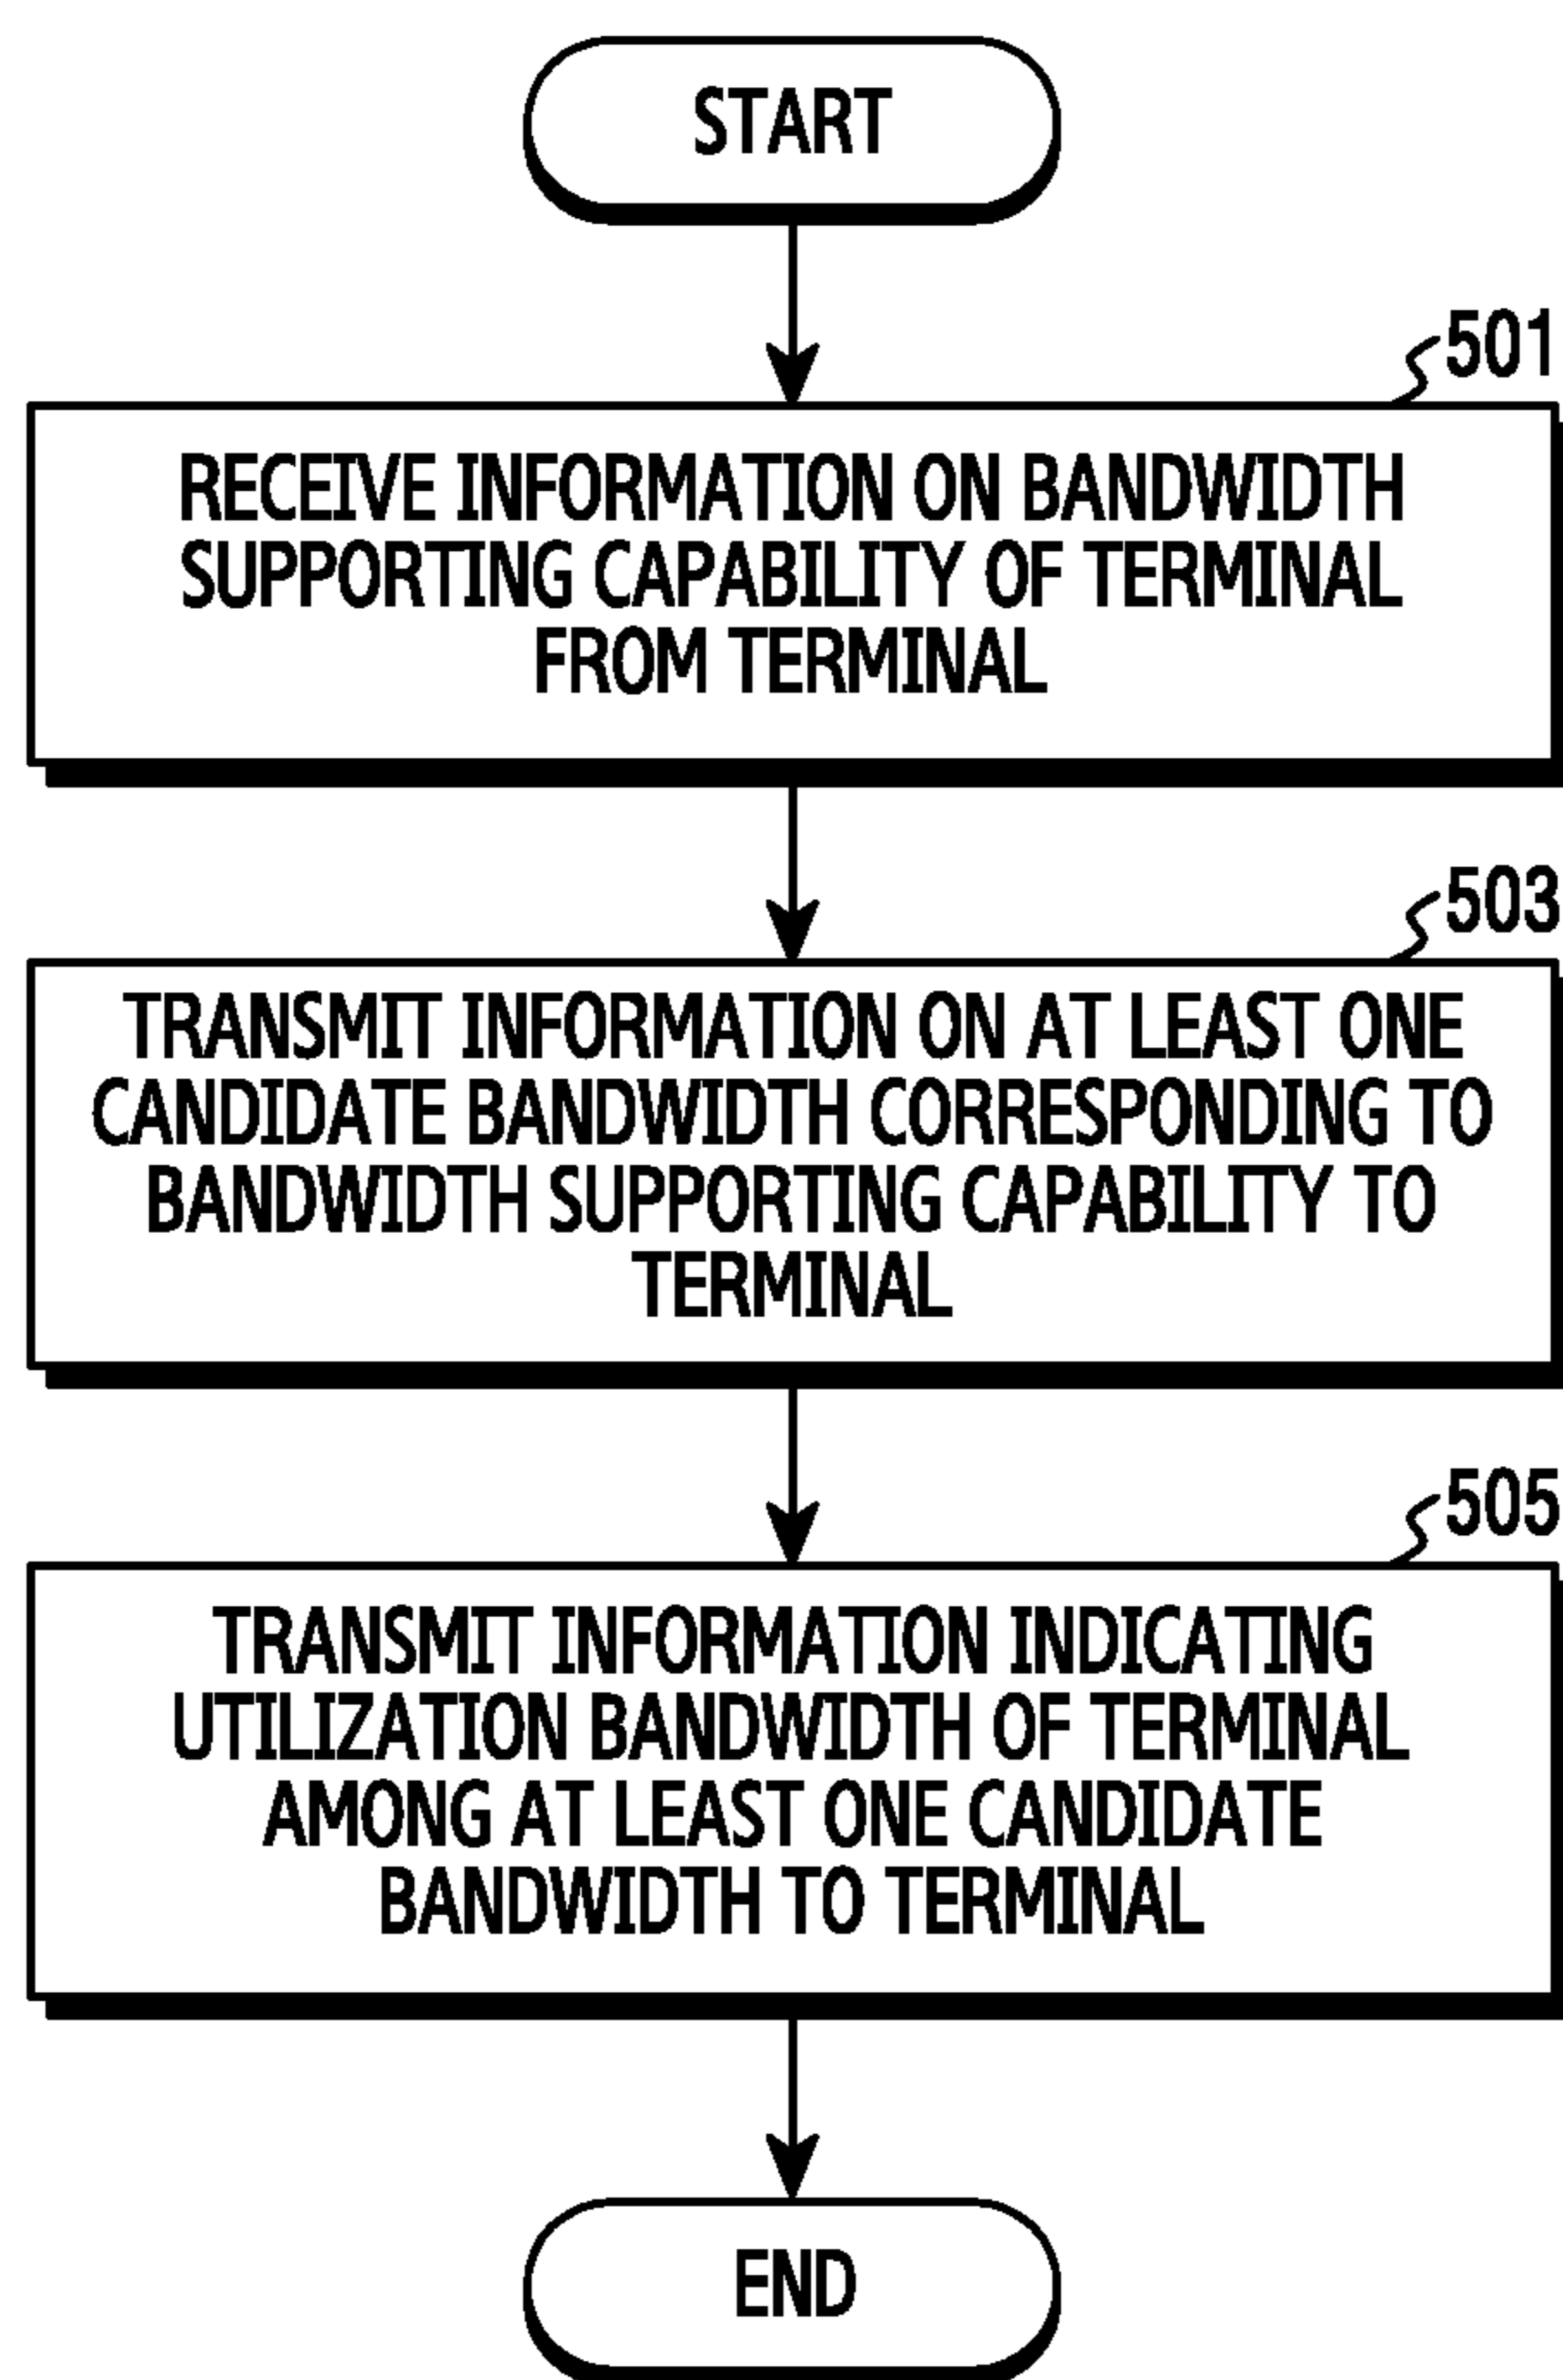 START
501
RECEIVE INFORMATION ON BANDWIDTH
SUPPORTING CAPABILITY OF TERMINAL
FROM TERMINAL
503
TRANSMIT INFORMATION ON AT LEAST ONE
CANDIDATE BANDWIDTH CORRESPONDING TO
BANDWIDTH SUPPORTING CAPABILITY TO
TERMINAL
505
TRANSMIT INFORMATION INDICATING
UTILIZATION BANDWIDTH OF TERMINAL
AMONG AT LEAST ONE CANDIDATE
BANDWIDTH TO TERMINAL
END